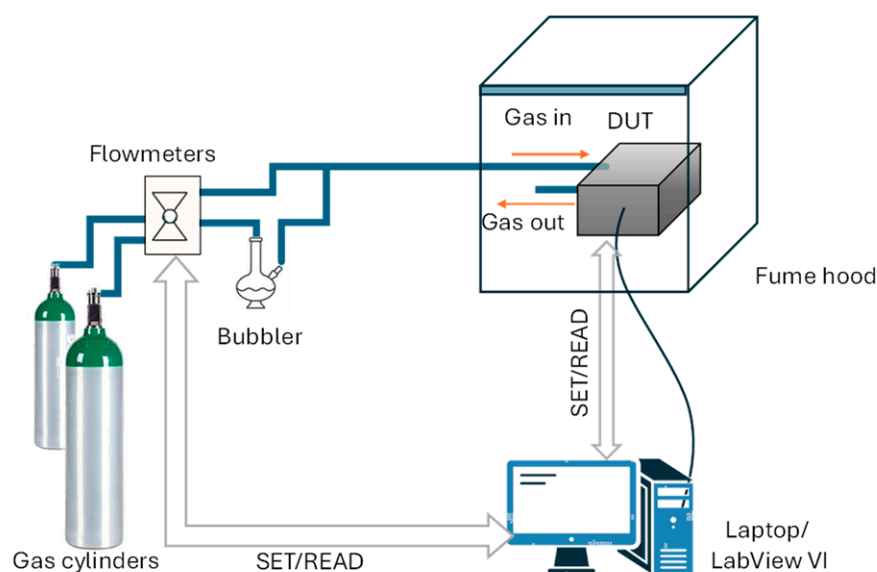 Gas in
DUT
Flowmeters
Gas out
Fume hood
Bubbler
SET/READ
Laptop/
LabView VI
Gas cylinders
SET/READ